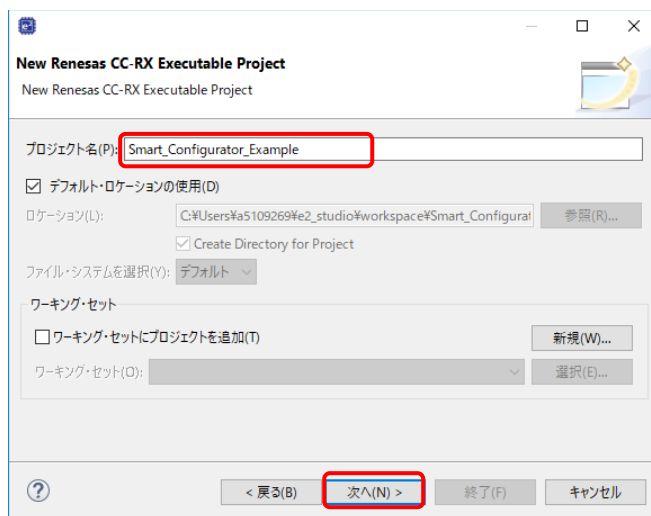 e²
New Renesas CC-RX Executable Project
New Renesas CC-RX Executable Project
プロジェクト名(P): Smart_Configurator_Example
デフォルト・ロケーションの使用(D)
ロケーション(L): C:¥Users¥a5109269¥e2_studio¥workspace¥Smart_Configurat 参照(R)...
Create Directory for Project
ファイル・システムを選択(Y): デフォルト
ワーキング・セット
ワーキング・セットにプロジェクトを追加(T) 新規(W)...
ワーキング・セット(O): 選択(E)...
? < 戻る(B) 次へ(N) > 終了(F) キャンセル